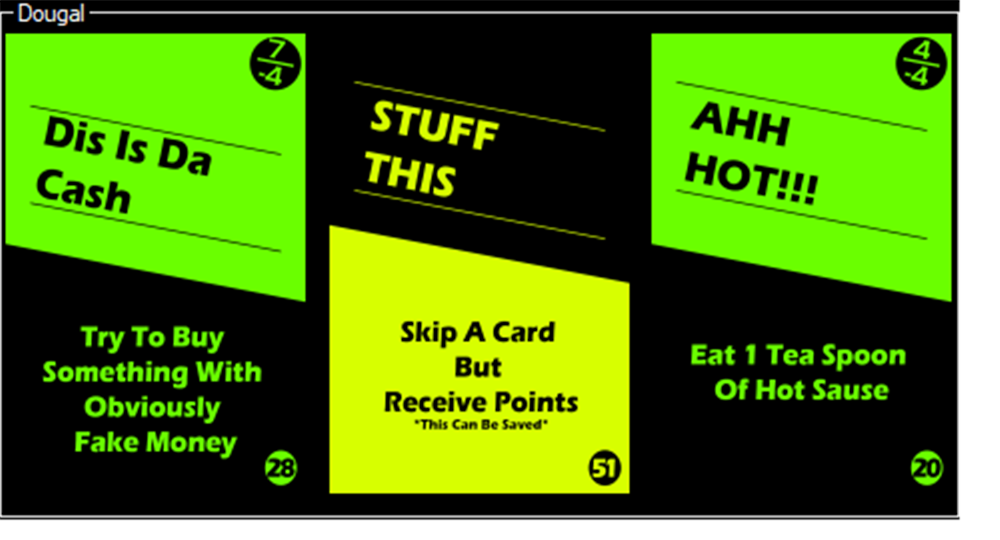 Dougal
7
-4
Dis Is Da
Cash
Try To Buy
Something With
Obviously
Fake Money
28
STUFF
THIS
Skip A Card
But
Receive Points
*This Can Be Saved*
51
4
-4
AHH
HOT!!!
Eat 1 Tea Spoon
Of Hot Sause
20